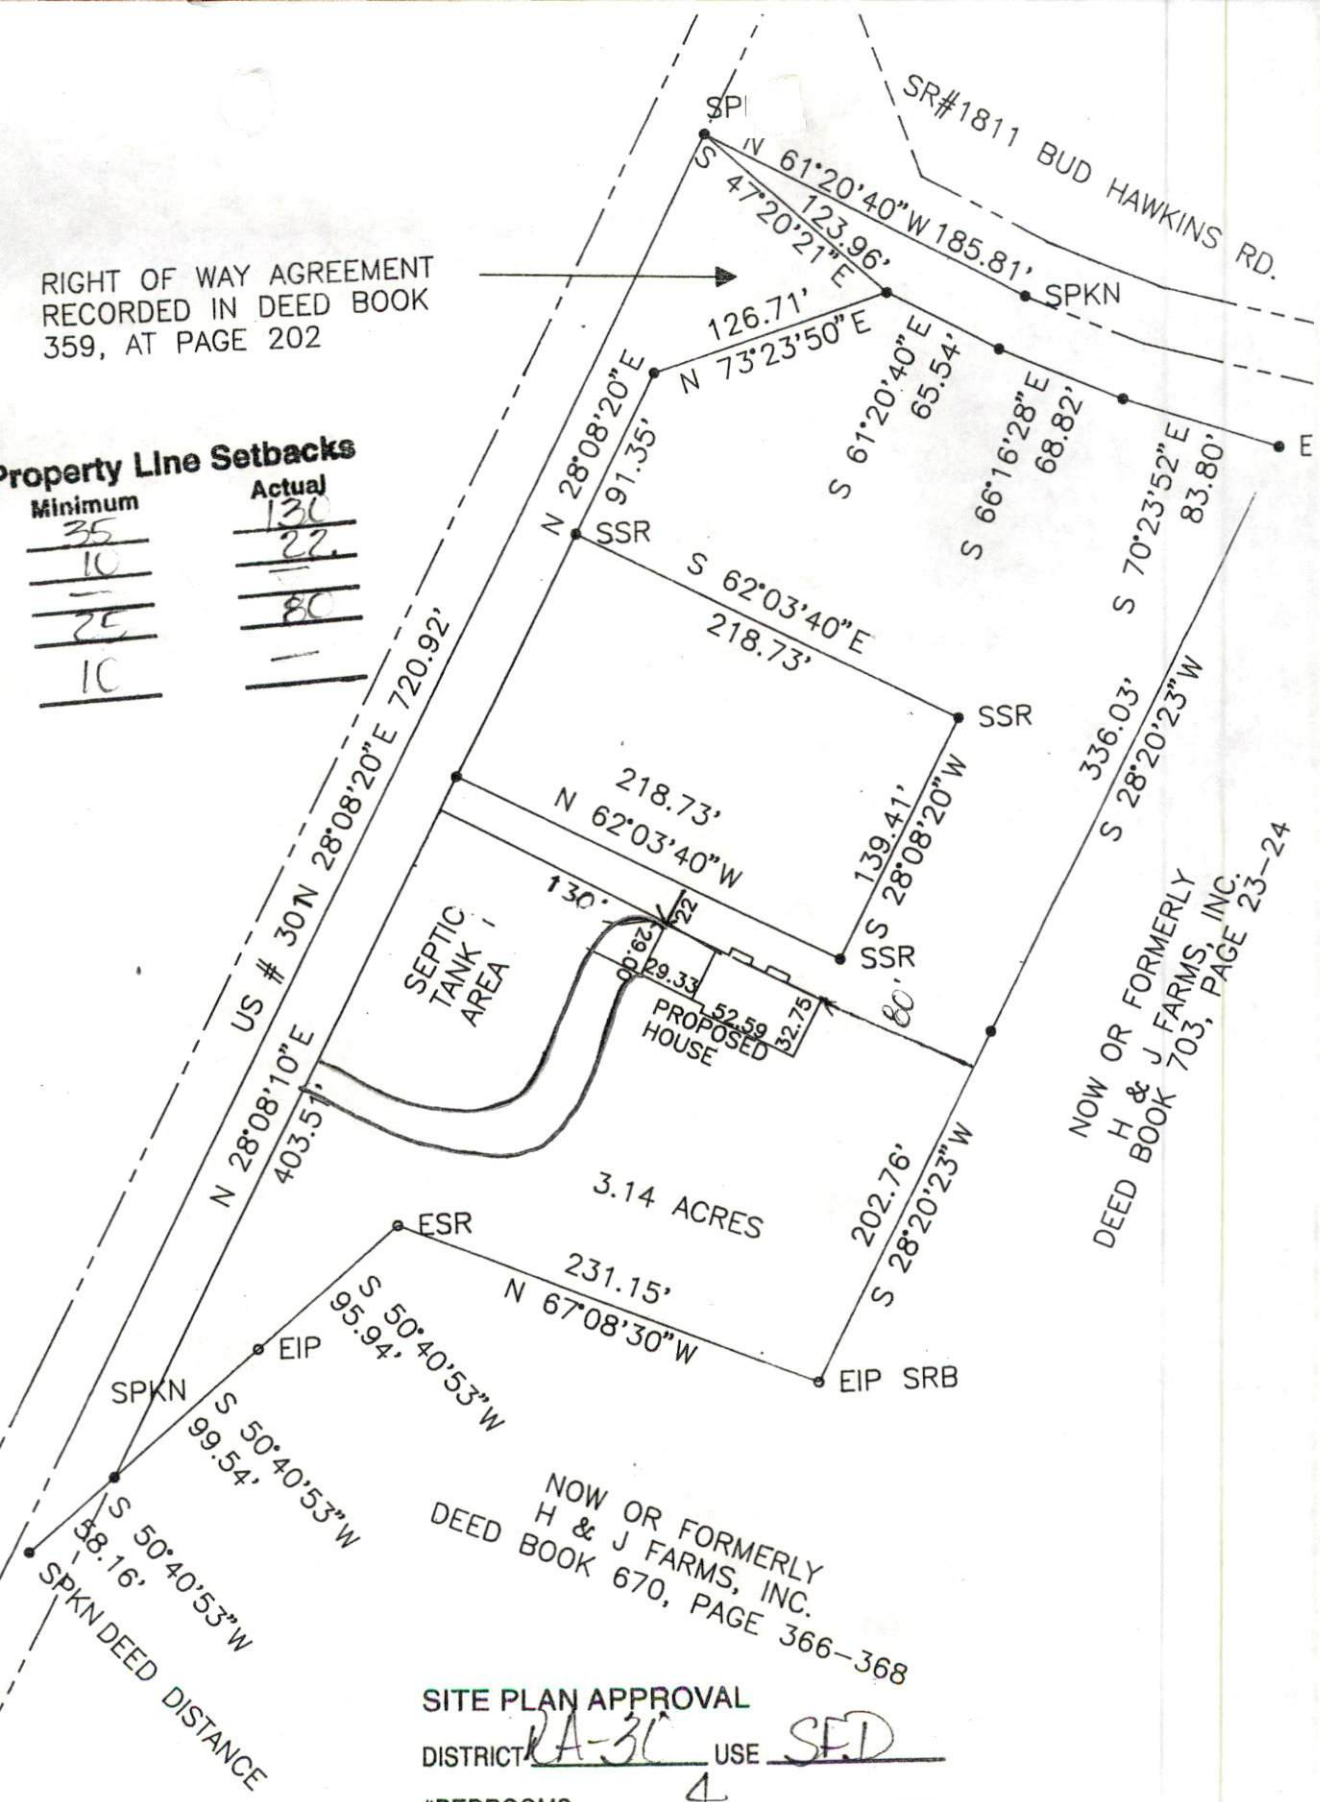 SPI
SR#1811 BUD HAWKINS RD.
N 61°20'40"W 185.81'
S 47°20'21"E
123.96'
SPKN
RIGHT OF WAY AGREEMENT
RECORDED IN DEED BOOK
359, AT PAGE 202
126.71'
N 73°23'50"E
S 61°20'40"E
65.54'
S 66°16'28"E
68.82'
S 70°23'52"E
83.80'
E
N 28°08'20"E
91.35'
Property Line Setbacks
Minimum Actual
35 130
10 22.
— —
25 80
10 —
SSR
S 62°03'40"E
218.73'
SSR
US # 301
N 28°08'20"E 720.92'
218.73'
N 62°03'40"W
139.41'
S 28°08'20"W
SSR
336.03'
S 28°20'23"W
NOW OR FORMERLY
H & J FARMS, INC.
DEED BOOK 703, PAGE 23-24
130'
22
SEPTIC
TANK
AREA
29.00
29.33
52.59
32.75
PROPOSED
HOUSE
80'
N 28°08'10"E
403.51'
3.14 ACRES
202.76'
S 28°20'23"W
ESR
231.15'
N 67°08'30"W
EIP SRB
S 50°40'53"W
95.94'
EIP
SPKN
S 50°40'53"W
99.54'
S 50°40'53"W
58.16'
SPKN DEED DISTANCE
NOW OR FORMERLY
H & J FARMS, INC.
DEED BOOK 670, PAGE 366-368
SITE PLAN APPROVAL
DISTRICT RA-30 USE SFD
#BEDROOMS 4